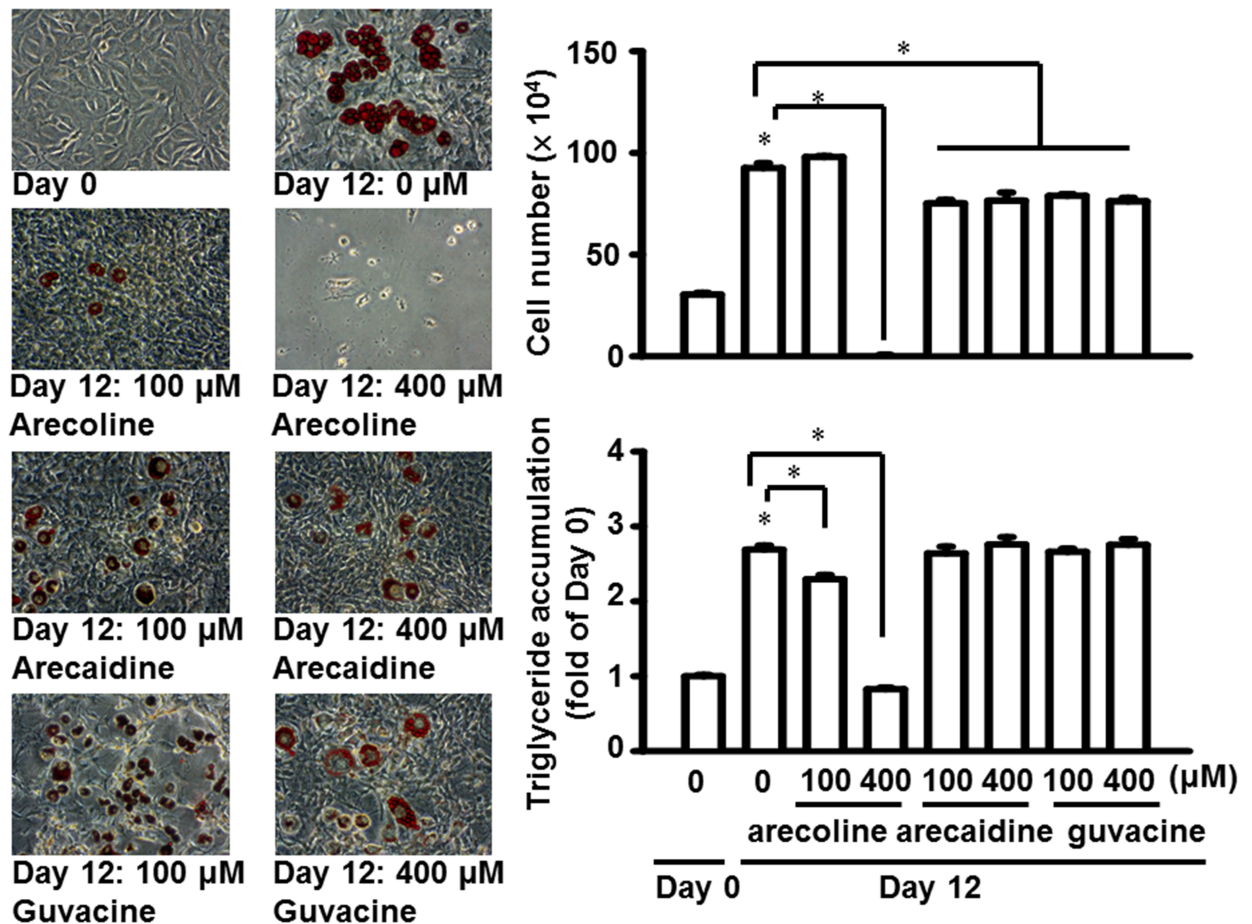 Day 0
Day 12: 0 µM
Day 12: 100 µM
Arecoline
Day 12: 400 µM
Arecoline
Day 12: 100 µM
Arecaidine
Day 12: 400 µM
Arecaidine
Day 12: 100 µM
Guvacine
Day 12: 400 µM
Guvacine
Cell number (× 10⁴)
150
100
50
0
*
*
*
Triglyceride accumulation
(fold of Day 0)
4
3
2
1
0
*
*
*
0 0 100 400 100 400 100 400 (µM)
arecoline arecaidine guvacine
Day 0 Day 12